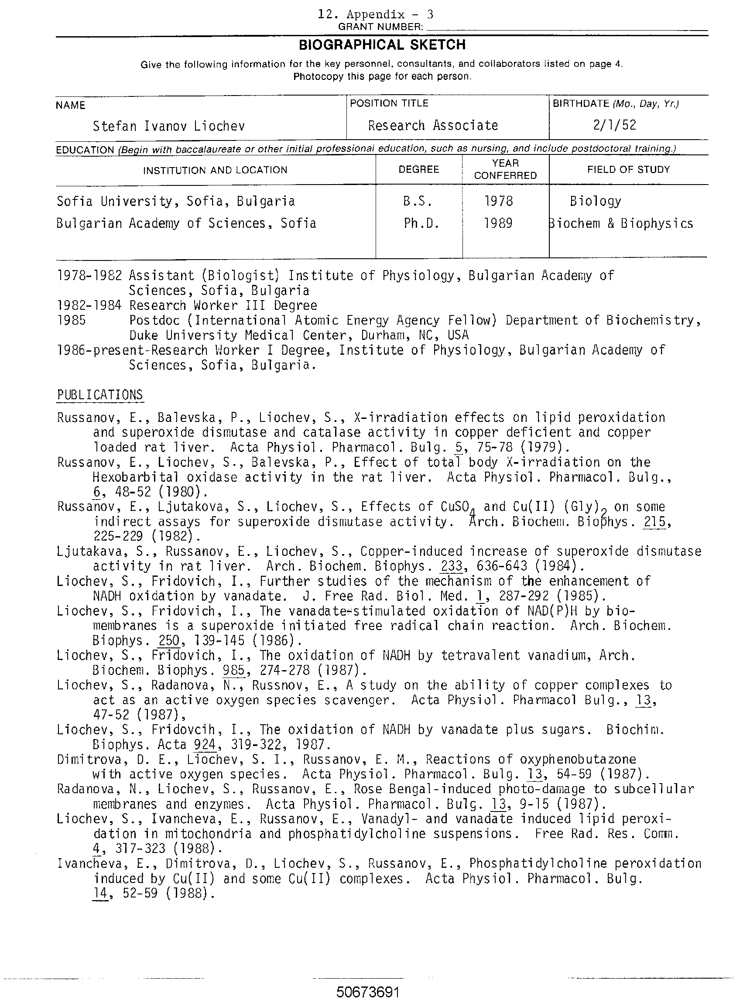 12. Appendix - 3
GRANT NUMBER:
BIOGRAPHICAL SKETCH
Give the following information for the key personnel, consultants, and collaborators listed on page 4.
Photocopy this page for each person.
NAME POSITION TITLE BIRTHDATE (Mo., Day, Yr.)
Stefan Ivanov Liochev Research Associate 2/1/52
EDUCATION (Begin with baccalaureate or other initial professional education, such as nursing, and include postdoctoral training.)
INSTITUTION AND LOCATION DEGREE YEAR CONFERRED FIELD OF STUDY
Sofia University, Sofia, Bulgaria B.S. 1978 Biology
Bulgarian Academy of Sciences, Sofia Ph.D. 1989 Biochem & Biophysics
1978-1982 Assistant (Biologist) Institute of Physiology, Bulgarian Academy of
Sciences, Sofia, Bulgaria
1982-1984 Research Worker III Degree
1985 Postdoc (International Atomic Energy Agency Fellow) Department of Biochemistry,
Duke University Medical Center, Durham, NC, USA
1986-present-Research Worker I Degree, Institute of Physiology, Bulgarian Academy of
Sciences, Sofia, Bulgaria.
PUBLICATIONS
Russanov, E., Balevska, P., Liochev, S., X-irradiation effects on lipid peroxidation
and superoxide dismutase and catalase activity in copper deficient and copper
loaded rat liver. Acta Physiol. Pharmacol. Bulg. 5, 75-78 (1979).
Russanov, E., Liochev, S., Balevska, P., Effect of total body X-irradiation on the
Hexobarbital oxidase activity in the rat liver. Acta Physiol. Pharmacol. Bulg.,
6, 48-52 (1980).
Russanov, E., Ljutakova, S., Liochev, S., Effects of CuSO4 and Cu(II) (Gly)2 on some
indirect assays for superoxide dismutase activity. Arch. Biochem. Biophys. 215,
225-229 (1982).
Ljutakava, S., Russanov, E., Liochev, S., Copper-induced increase of superoxide dismutase
activity in rat liver. Arch. Biochem. Biophys. 233, 636-643 (1984).
Liochev, S., Fridovich, I., Further studies of the mechanism of the enhancement of
NADH oxidation by vanadate. J. Free Rad. Biol. Med. 1, 287-292 (1985).
Liochev, S., Fridovich, I., The vanadate-stimulated oxidation of NAD(P)H by bio-
membranes is a superoxide initiated free radical chain reaction. Arch. Biochem.
Biophys. 250, 139-145 (1986).
Liochev, S., Fridovich, I., The oxidation of NADH by tetravalent vanadium, Arch.
Biochem. Biophys. 985, 274-278 (1987).
Liochev, S., Radanova, N., Russnov, E., A study on the ability of copper complexes to
act as an active oxygen species scavenger. Acta Physiol. Pharmacol Bulg., 13,
47-52 (1987),
Liochev, S., Fridovcih, I., The oxidation of NADH by vanadate plus sugars. Biochim.
Biophys. Acta 924, 319-322, 1987.
Dimitrova, D. E., Liochev, S. I., Russanov, E. M., Reactions of oxyphenobutazone
with active oxygen species. Acta Physiol. Pharmacol. Bulg. 13, 54-59 (1987).
Radanova, N., Liochev, S., Russanov, E., Rose Bengal-induced photo-damage to subcellular
membranes and enzymes. Acta Physiol. Pharmacol. Bulg. 13, 9-15 (1987).
Liochev, S., Ivancheva, E., Russanov, E., Vanadyl- and vanadate induced lipid peroxi-
dation in mitochondria and phosphatidylcholine suspensions. Free Rad. Res. Comm.
4, 317-323 (1988).
Ivancheva, E., Dimitrova, D., Liochev, S., Russanov, E., Phosphatidylcholine peroxidation
induced by Cu(II) and some Cu(II) complexes. Acta Physiol. Pharmacol. Bulg.
14, 52-59 (1988).
50673691